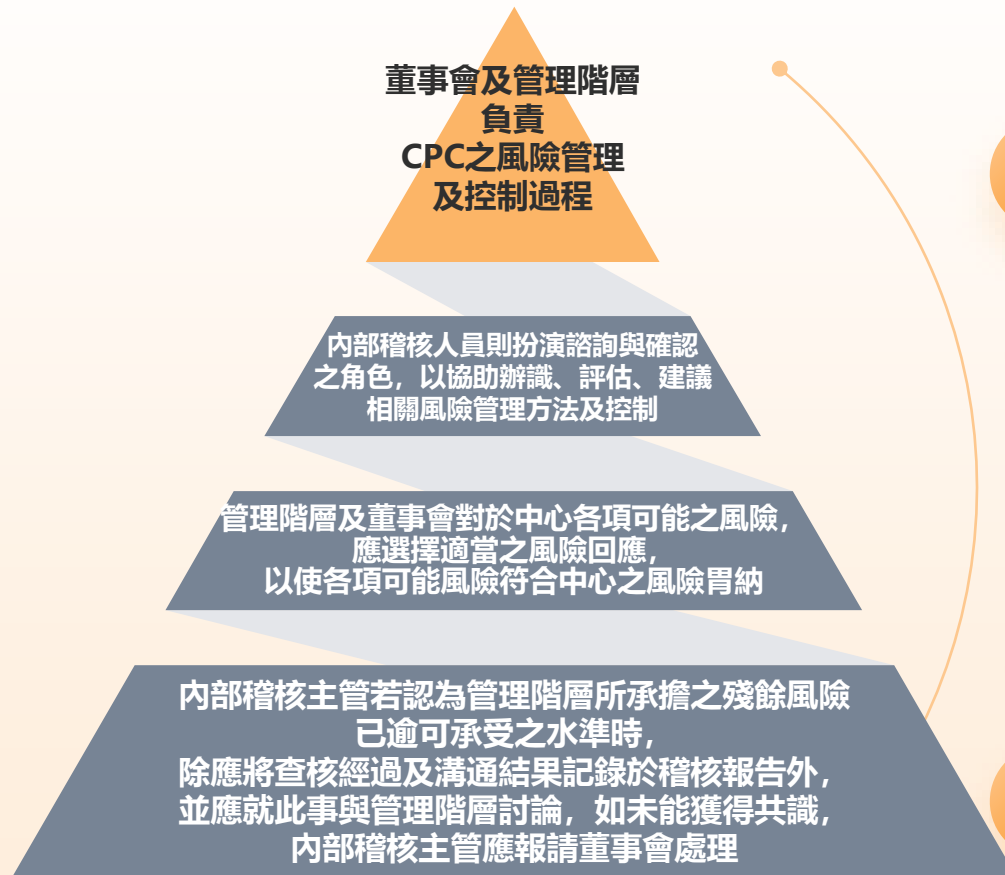 董事會及管理階層
負責
CPC之風險管理
及控制過程
內部稽核人員則扮演諮詢與確認
之角色，以協助辦識、評估、建議
相關風險管理方法及控制
管理階層及董事會對於中心各項可能之風險，
應選擇適當之風險回應，
以使各項可能風險符合中心之風險胃納
內部稽核主管若認為管理階層所承擔之殘餘風險
已逾可承受之水準時，
除應將查核經過及溝通結果記錄於稽核報告外，
並應就此事與管理階層討論，如未能獲得共識，
內部稽核主管應報請董事會處理